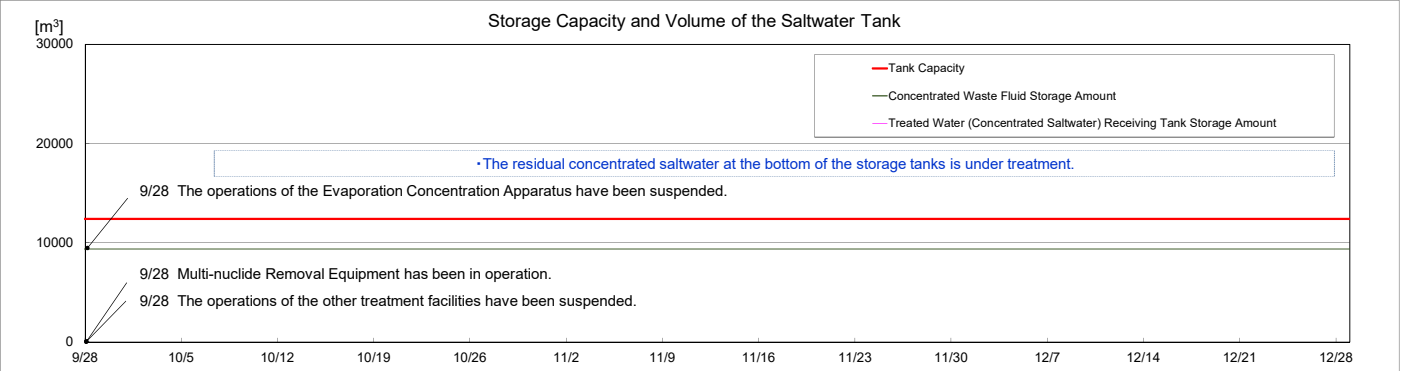 Storage Capacity and Volume of the Saltwater Tank
[m³]
30000
Tank Capacity
Concentrated Waste Fluid Storage Amount
Treated Water (Concentrated Saltwater) Receiving Tank Storage Amount
20000
・The residual concentrated saltwater at the bottom of the storage tanks is under treatment.
9/28 The operations of the Evaporation Concentration Apparatus have been suspended.
10000
9/28 Multi-nuclide Removal Equipment has been in operation.
9/28 The operations of the other treatment facilities have been suspended.
0
9/28 10/5 10/12 10/19 10/26 11/2 11/9 11/16 11/23 11/30 12/7 12/14 12/21 12/28